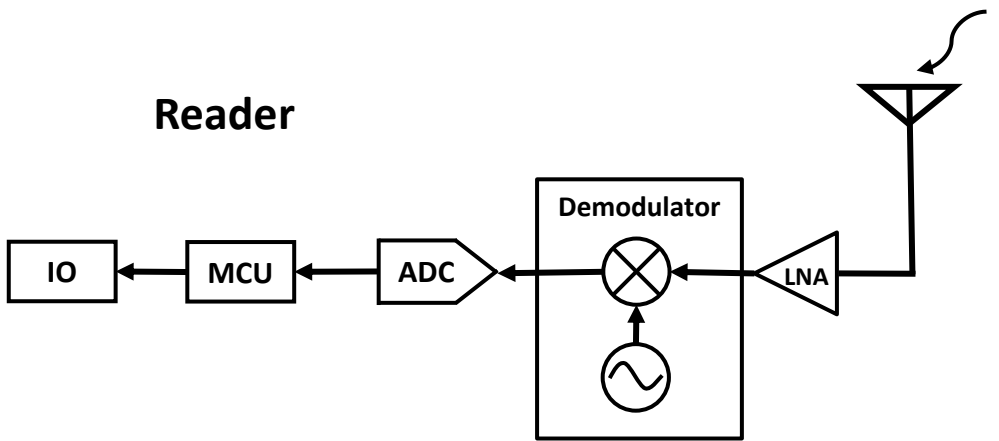 Reader
Demodulator
IO
MCU
ADC
LNA